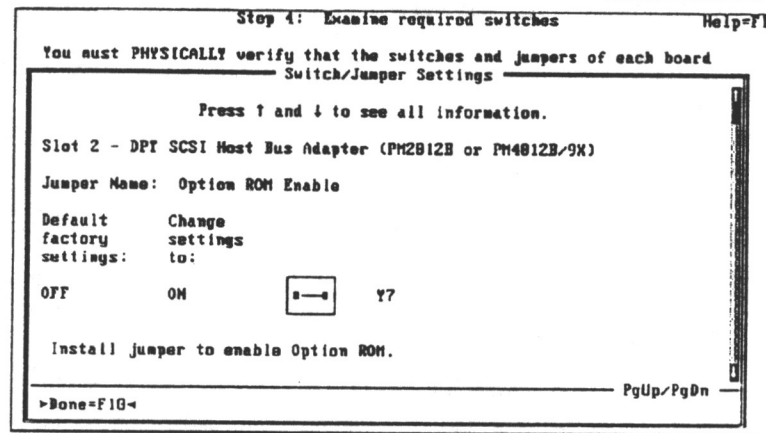 Step 4: Examine required switches Help=F1
You must PHYSICALLY verify that the switches and jumpers of each board
Switch/Jumper Settings
Press ↑ and ↓ to see all information.
Slot 2 - DPT SCSI Host Bus Adapter (PM2012B or PM4012B/9X)
Jumper Name: Option ROM Enable
Default Change
factory settings
settings: to:
OFF ON Y7
Install jumper to enable Option ROM.
PgUp/PgDn
►Done=F10◄